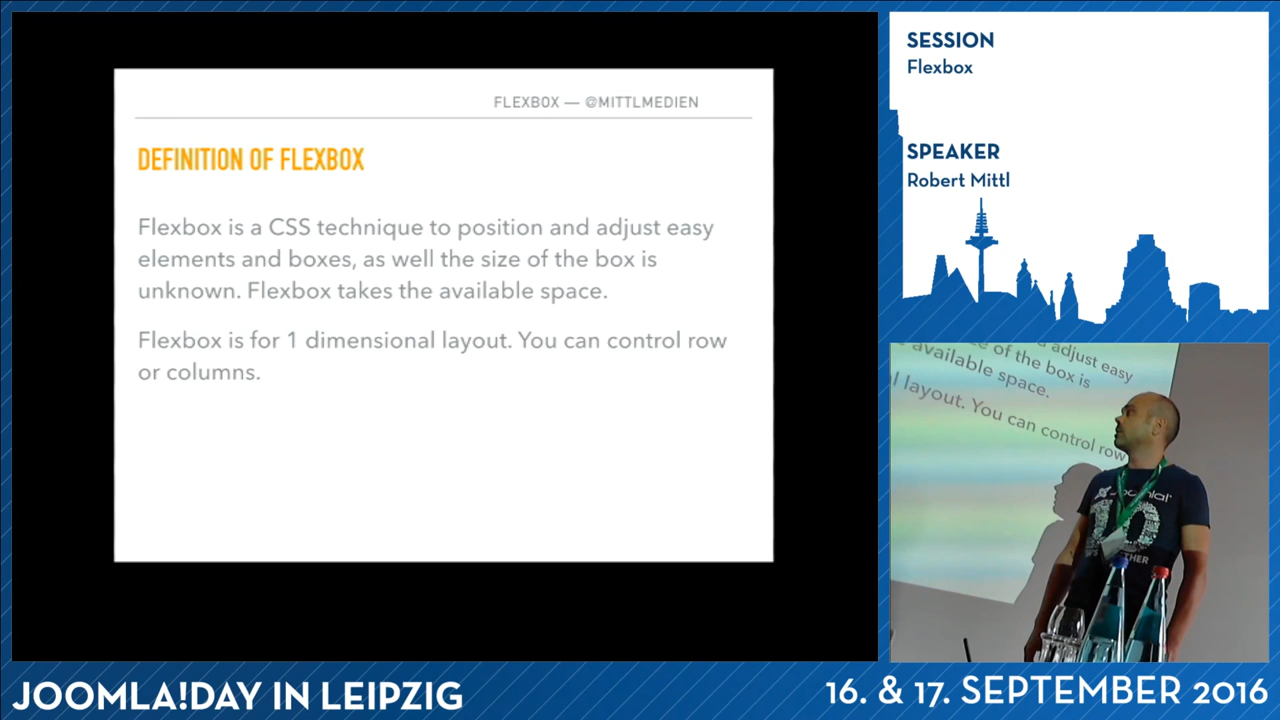 FLEXBOX — @MITTLMEDIEN
DEFINITION OF FLEXBOX
Flexbox is a CSS technique to position and adjust easy
elements and boxes, as well the size of the box is
unknown. Flexbox takes the available space.
Flexbox is for 1 dimensional layout. You can control row
or columns.
SESSION
Flexbox
SPEAKER
Robert Mittl
adjust easy
of the box is
available space.
layout. You can control row
Joomla!
10
JOOMLA!DAY IN LEIPZIG
16. & 17. SEPTEMBER 2016